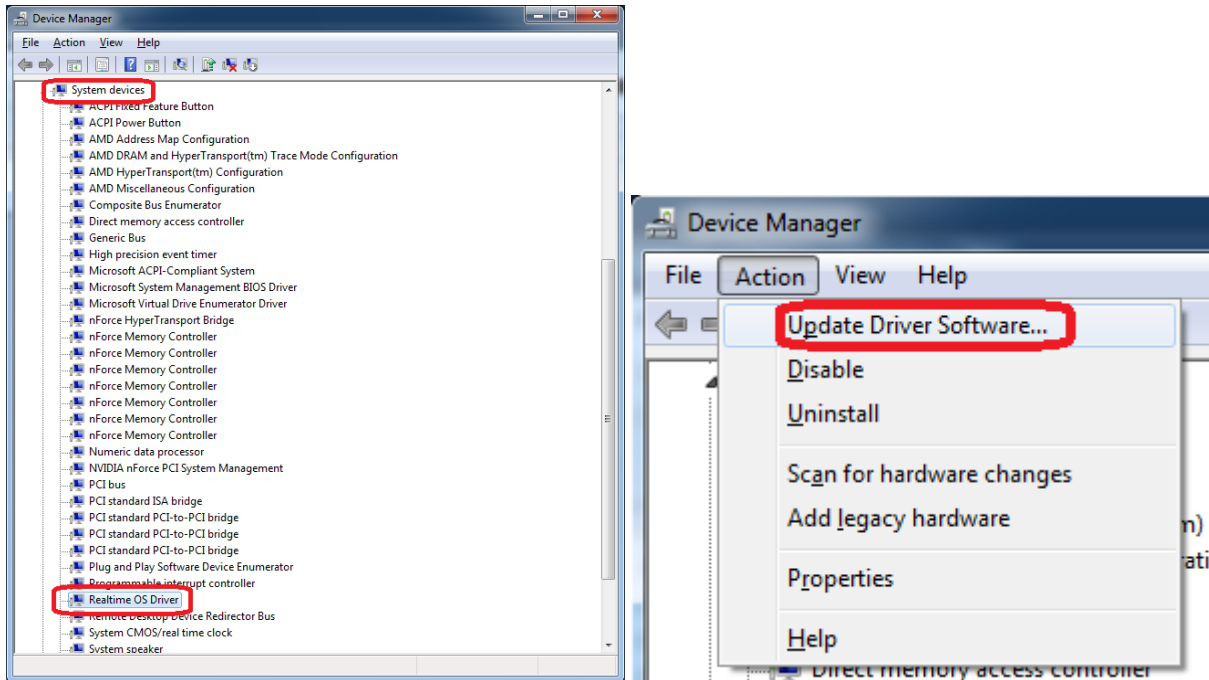 Device Manager
File Action View Help
System devices
ACPI Fixed Feature Button
ACPI Power Button
AMD Address Map Configuration
AMD DRAM and HyperTransport(tm) Trace Mode Configuration
AMD HyperTransport(tm) Configuration
AMD Miscellaneous Configuration
Composite Bus Enumerator
Direct memory access controller
Generic Bus
High precision event timer
Microsoft ACPI-Compliant System
Microsoft System Management BIOS Driver
Microsoft Virtual Drive Enumerator Driver
nForce HyperTransport Bridge
nForce Memory Controller
nForce Memory Controller
nForce Memory Controller
nForce Memory Controller
nForce Memory Controller
nForce Memory Controller
nForce Memory Controller
Numeric data processor
NVIDIA nForce PCI System Management
PCI bus
PCI standard ISA bridge
PCI standard PCI-to-PCI bridge
PCI standard PCI-to-PCI bridge
PCI standard PCI-to-PCI bridge
Plug and Play Software Device Enumerator
Programmable interrupt controller
Realtime OS Driver
Remote Desktop Device Redirector Bus
System CMOS/real time clock
System speaker
Device Manager
File Action View Help
Update Driver Software...
Disable
Uninstall
Scan for hardware changes
Add legacy hardware
m)
rati
Properties
Help
Direct memory access controller